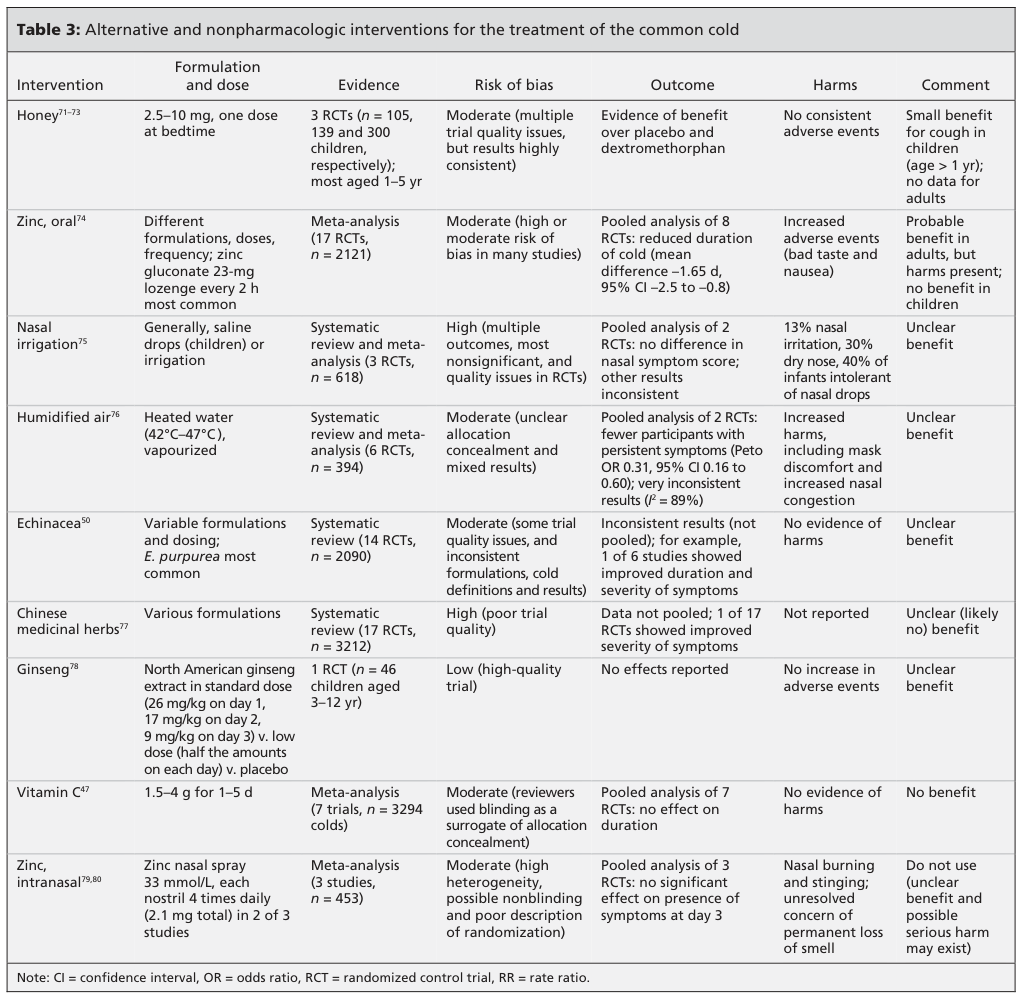 Table 3: Alternative and nonpharmacologic interventions for the treatment of the common cold
Intervention
Formulation
and dose
Evidence
Risk of bias
Outcome
Harms
Comment
Honey71–73
2.5–10 mg, one dose
at bedtime
3 RCTs (n = 105,
139 and 300
children,
respectively);
most aged 1–5 yr
Moderate (multiple
trial quality issues,
but results highly
consistent)
Evidence of benefit
over placebo and
dextromethorphan
No consistent
adverse events
Small benefit
for cough in
children
(age > 1 yr);
no data for
adults
Zinc, oral74
Different
formulations, doses,
frequency; zinc
gluconate 23-mg
lozenge every 2 h
most common
Meta-analysis
(17 RCTs,
n = 2121)
Moderate (high or
moderate risk of
bias in many studies)
Pooled analysis of 8
RCTs: reduced duration
of cold (mean
difference –1.65 d,
95% CI –2.5 to –0.8)
Increased
adverse events
(bad taste and
nausea)
Probable
benefit in
adults, but
harms present;
no benefit in
children
Nasal
irrigation75
Generally, saline
drops (children) or
irrigation
Systematic
review and meta-
analysis (3 RCTs,
n = 618)
High (multiple
outcomes, most
nonsignificant, and
quality issues in RCTs)
Pooled analysis of 2
RCTs: no difference in
nasal symptom score;
other results
inconsistent
13% nasal
irritation, 30%
dry nose, 40% of
infants intolerant
of nasal drops
Unclear
benefit
Humidified air76
Heated water
(42°C–47°C),
vapourized
Systematic
review and meta-
analysis (6 RCTs,
n = 394)
Moderate (unclear
allocation
concealment and
mixed results)
Pooled analysis of 2 RCTs:
fewer participants with
persistent symptoms (Peto
OR 0.31, 95% CI 0.16 to
0.60); very inconsistent
results (I2 = 89%)
Increased
harms,
including mask
discomfort and
increased nasal
congestion
Unclear
benefit
Echinacea50
Variable formulations
and dosing;
E. purpurea most
common
Systematic
review (14 RCTs,
n = 2090)
Moderate (some trial
quality issues, and
inconsistent
formulations, cold
definitions and results)
Inconsistent results (not
pooled); for example,
1 of 6 studies showed
improved duration and
severity of symptoms
No evidence of
harms
Unclear
benefit
Chinese
medicinal herbs77
Various formulations
Systematic
review (17 RCTs,
n = 3212)
High (poor trial
quality)
Data not pooled; 1 of 17
RCTs showed improved
severity of symptoms
Not reported
Unclear (likely
no) benefit
Ginseng78
North American ginseng
extract in standard dose
(26 mg/kg on day 1,
17 mg/kg on day 2,
9 mg/kg on day 3) v. low
dose (half the amounts
on each day) v. placebo
1 RCT (n = 46
children aged
3–12 yr)
Low (high-quality
trial)
No effects reported
No increase in
adverse events
Unclear
benefit
Vitamin C47
1.5–4 g for 1–5 d
Meta-analysis
(7 trials, n = 3294
colds)
Moderate (reviewers
used blinding as a
surrogate of allocation
concealment)
Pooled analysis of 7
RCTs: no effect on
duration
No evidence of
harms
No benefit
Zinc,
intranasal79,80
Zinc nasal spray
33 mmol/L, each
nostril 4 times daily
(2.1 mg total) in 2 of 3
studies
Meta-analysis
(3 studies,
n = 453)
Moderate (high
heterogeneity,
possible nonblinding
and poor description
of randomization)
Pooled analysis of 3
RCTs: no significant
effect on presence of
symptoms at day 3
Nasal burning
and stinging;
unresolved
concern of
permanent loss
of smell
Do not use
(unclear
benefit and
possible
serious harm
may exist)
Note: CI = confidence interval, OR = odds ratio, RCT = randomized control trial, RR = rate ratio.